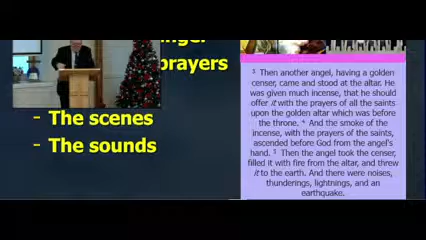 prayers
- The scenes
- The sounds
3 Then another angel, having a golden
censer, came and stood at the altar. He
was given much incense, that he should
offer it with the prayers of all the saints
upon the golden altar which was before
the throne. 4 And the smoke of the
incense, with the prayers of the saints,
ascended before God from the angel's
hand. 5 Then the angel took the censer,
filled it with fire from the altar, and threw
it to the earth. And there were noises,
thunderings, lightnings, and an
earthquake.